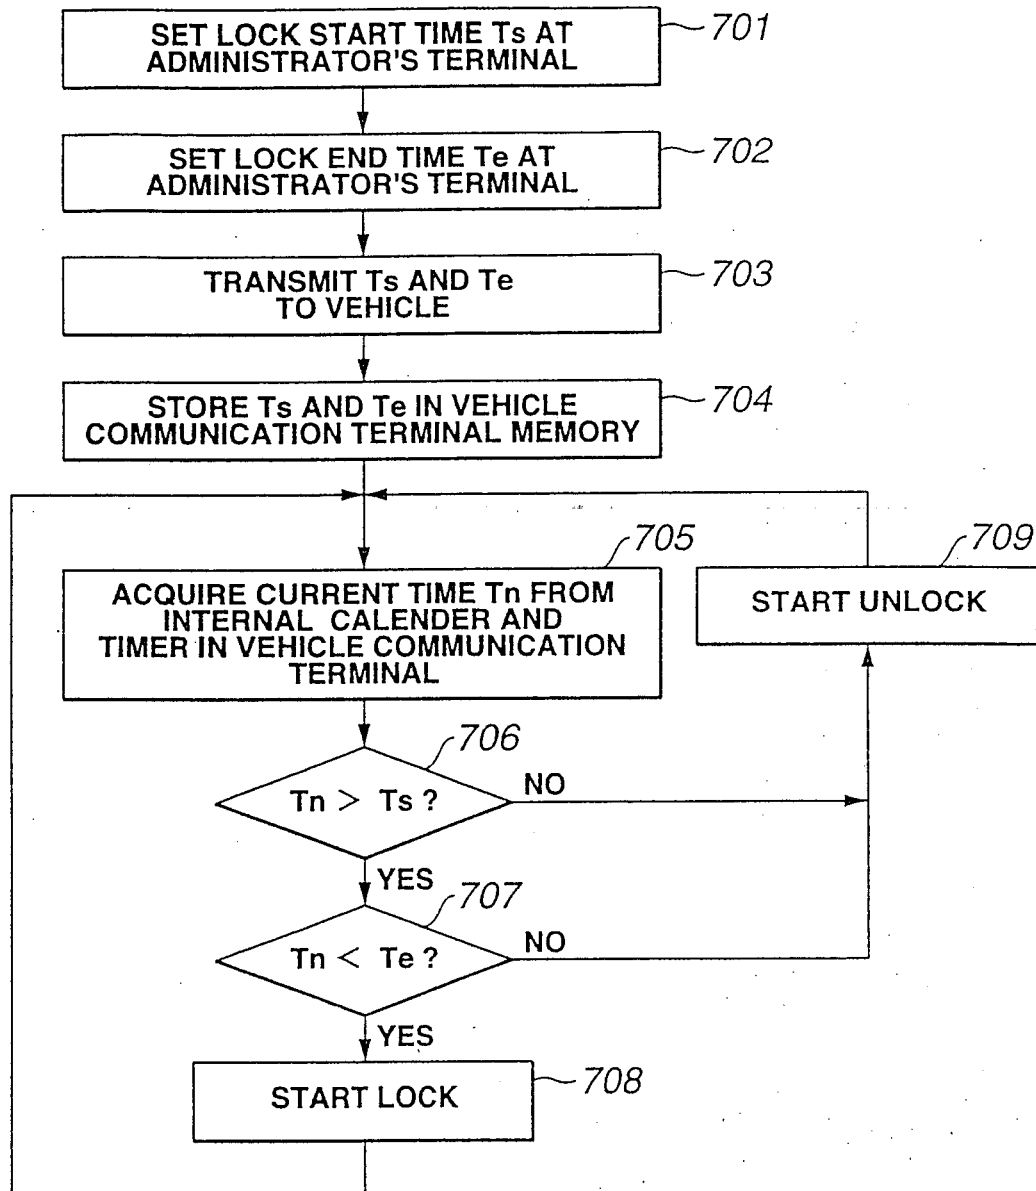 SET LOCK START TIME Ts AT
ADMINISTRATOR'S TERMINAL
701
SET LOCK END TIME Te AT
ADMINISTRATOR'S TERMINAL
702
TRANSMIT Ts AND Te
TO VEHICLE
703
STORE Ts AND Te IN VEHICLE
COMMUNICATION TERMINAL MEMORY
704
705
ACQUIRE CURRENT TIME Tn FROM
INTERNAL CALENDER AND
TIMER IN VEHICLE COMMUNICATION
TERMINAL
709
START UNLOCK
706
Tn > Ts ?
NO
YES
707
Tn < Te ?
NO
YES
START LOCK
708